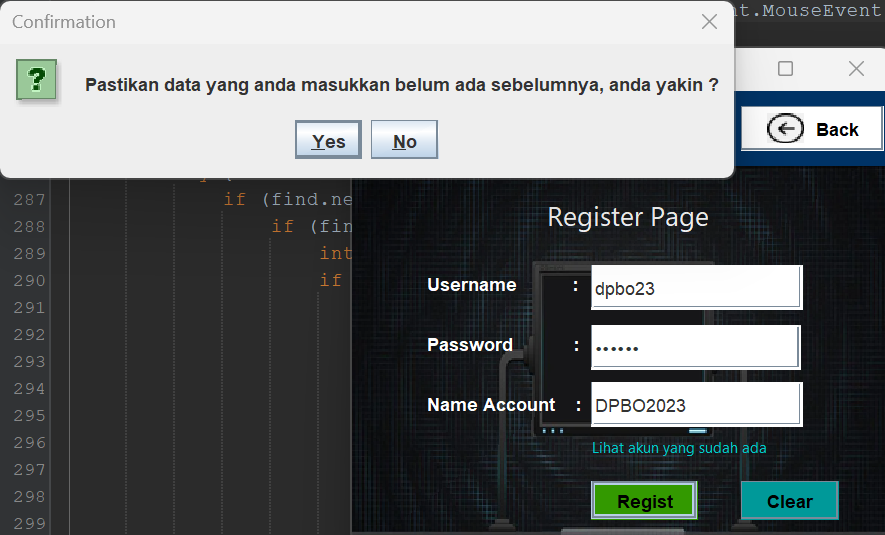 Confirmation
t.MouseEvent
Pastikan data yang anda masukkan belum ada sebelumnya, anda yakin ?
Yes
No
Back
287 if (find.ne
288 if (fin
289 int
290 if
291
292
293
294
295
296
297
298
299
Register Page
Username : dpbo23
Password : ••••••
Name Account : DPBO2023
Lihat akun yang sudah ada
Regist
Clear